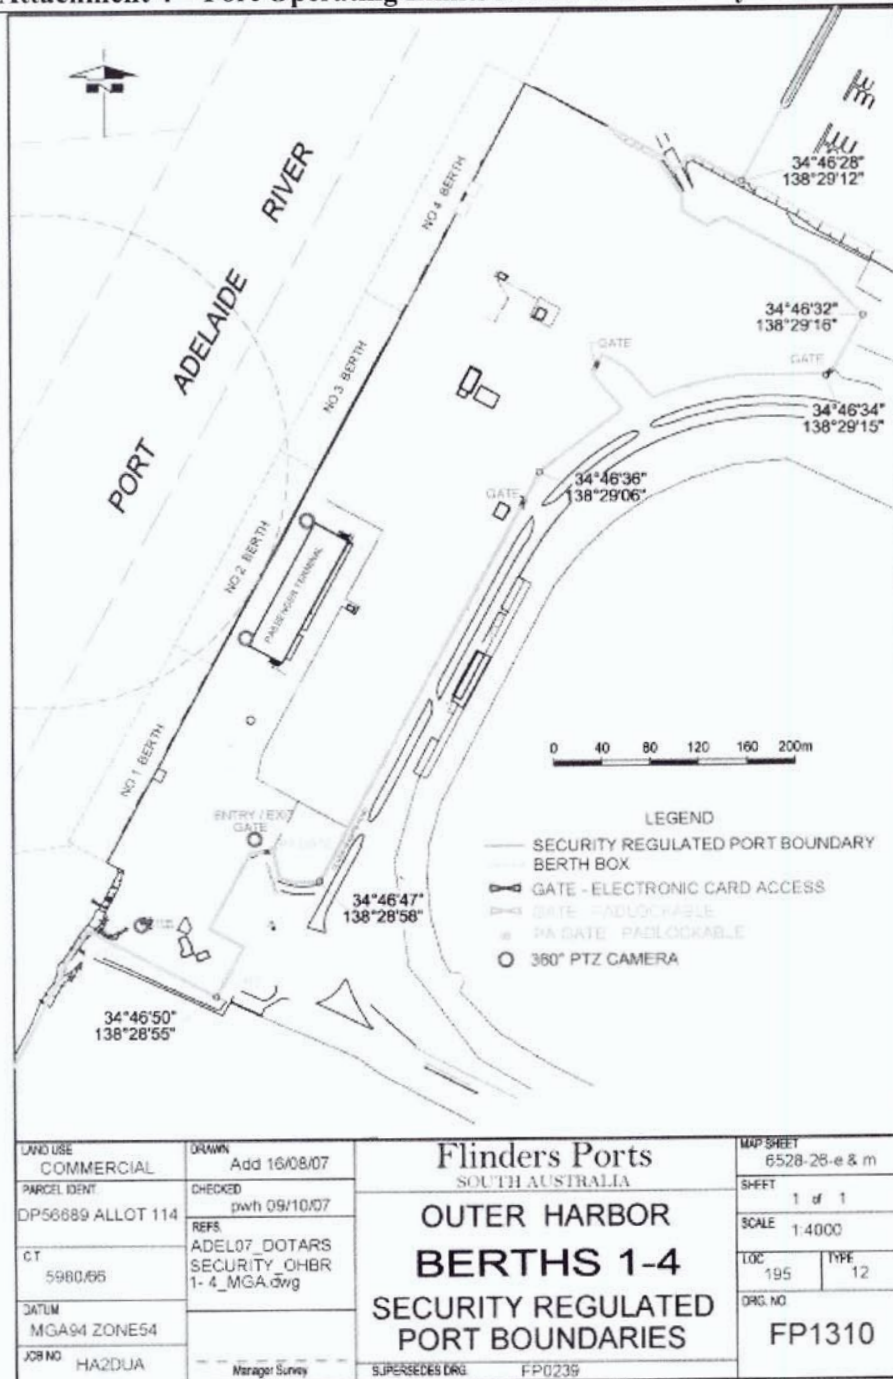 PORT ADELAIDE RIVER
NO 4 BERTH
NO 3 BERTH
NO 2 BERTH
NO 1 BERTH
PASSENGER TERMINAL
34°46'28"
138°29'12"
34°46'32"
138°29'16"
GATE
GATE
34°46'34"
138°29'15"
34°46'36"
138°29'06"
GATE
0 40 80 120 160 200m
ENTRY / EXIT
GATE
34°46'47"
138°28'58"
34°46'50"
138°28'55"
LEGEND
SECURITY REGULATED PORT BOUNDARY
BERTH BOX
GATE - ELECTRONIC CARD ACCESS
GATE - PADLOCKABLE
PA GATE - PADLOCKABLE
360° PTZ CAMERA
LAND USE
COMMERCIAL
PARCEL IDENT.
DP56689 ALLOT 114
C.T
5980/66
DATUM
MGA94 ZONE54
JOB NO.
HA2DUA
DRAWN
Add 16/08/07
CHECKED
pwh 09/10/07
REFS.
ADEL07_DOTARS
SECURITY_OHBR
1-4_MGA.dwg
Manager Survey
Flinders Ports
SOUTH AUSTRALIA
OUTER HARBOR
BERTHS 1-4
SECURITY REGULATED
PORT BOUNDARIES
SUPERSEDES DRG. FP0239
MAP SHEET
6528-26-e & m
SHEET
1 of 1
SCALE 1:4000
LOC
195
TYPE
12
DRG. NO.
FP1310